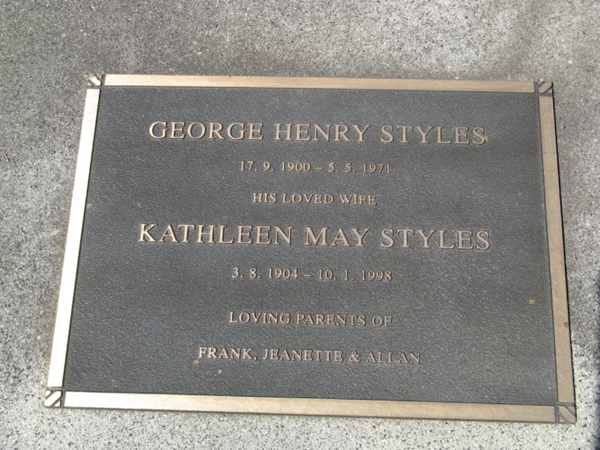 GEORGE HENRY STYLES
17. 9. 1900 – 5. 5. 1971
HIS LOVED WIFE
KATHLEEN MAY STYLES
3. 8. 1904 – 10. 1. 1998
LOVING PARENTS OF
FRANK, JEANETTE & ALLAN